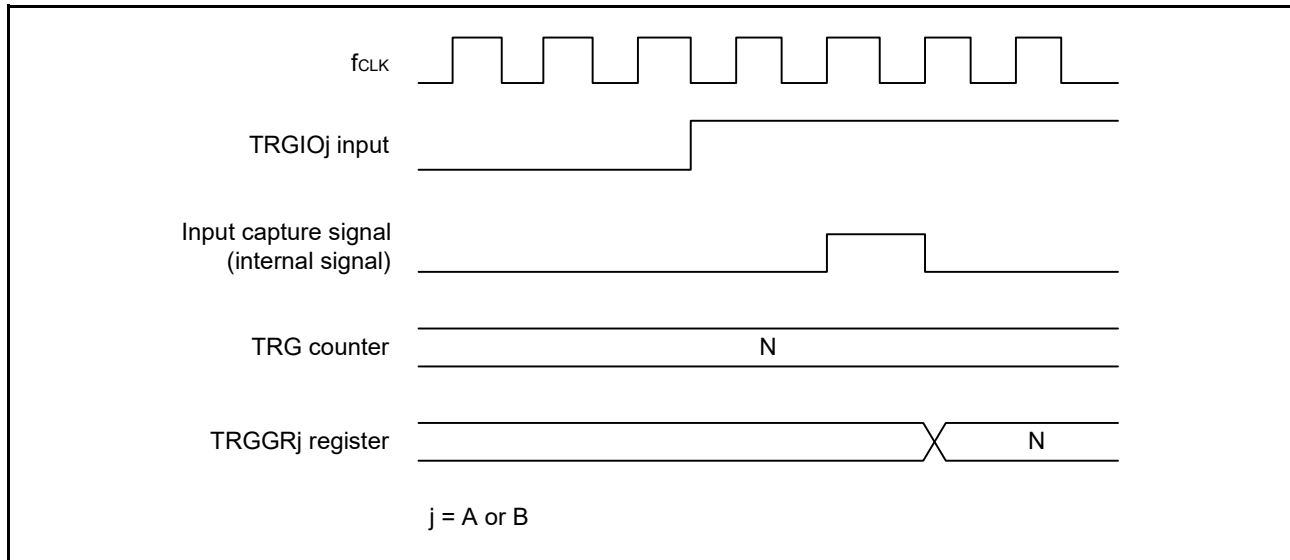 fCLK
TRGIOj input
Input capture signal
(internal signal)
TRG counter
N
TRGGRj register
N
j = A or B